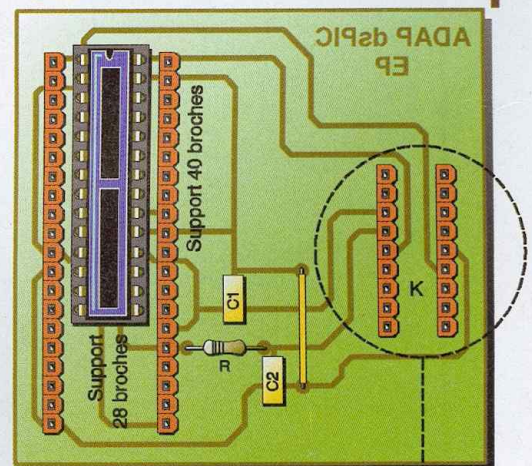 ADAP dsPIC
EP
Support 40 broches
K
C1
R
C2
Support
28 broches